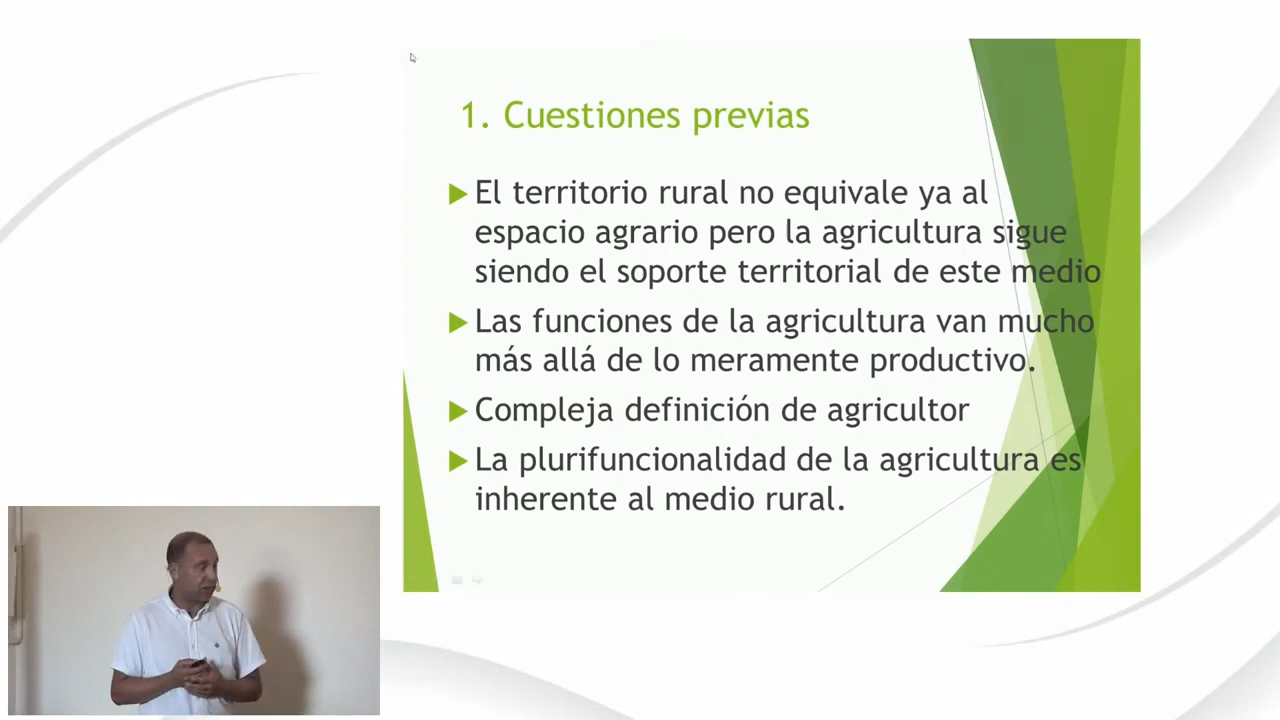 1. Cuestiones previas
El territorio rural no equivale ya al
espacio agrario pero la agricultura sigue
siendo el soporte territorial de este medio
Las funciones de la agricultura van mucho
más allá de lo meramente productivo.
Compleja definición de agricultor
La plurifuncionalidad de la agricultura es
inherente al medio rural.